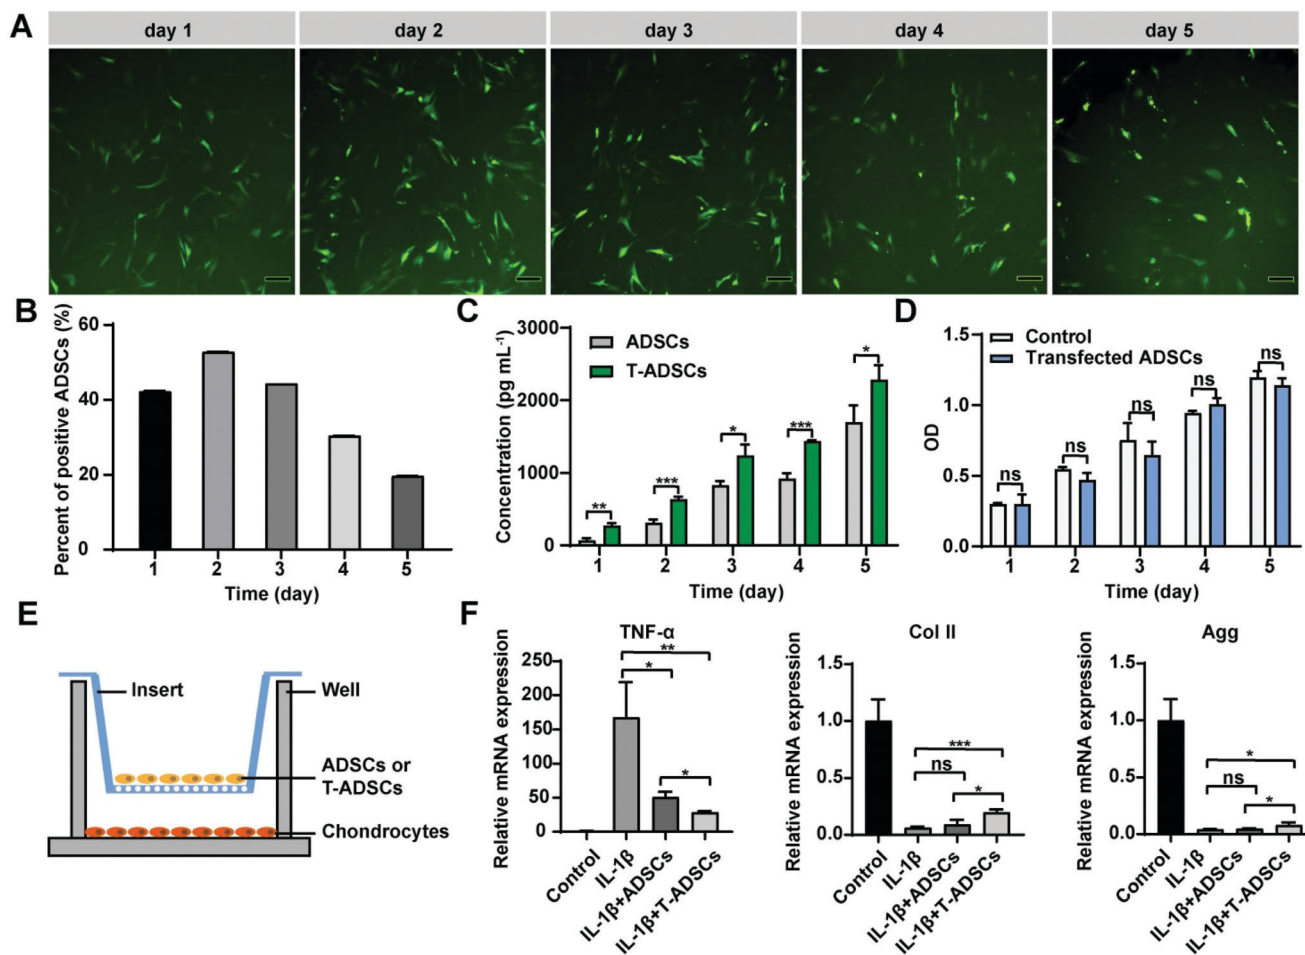 A
day 1
day 2
day 3
day 4
day 5
B
Percent of positive ADSCs (%)
60
40
20
0
1 2 3 4 5
Time (day)
C
Concentration (pg mL⁻¹)
3000
2000
1000
0
ADSCs
T-ADSCs
**
***
*
***
*
1 2 3 4 5
Time (day)
D
OD
1.5
1.0
0.5
0.0
Control
Transfected ADSCs
ns
ns
ns
ns
ns
1 2 3 4 5
Time (day)
E
Insert
Well
ADSCs or
T-ADSCs
Chondrocytes
F
TNF-α
Relative mRNA expression
250
200
150
100
50
0
**
*
*
Control
IL-1β
IL-1β+ADSCs
IL-1β+T-ADSCs
Col II
Relative mRNA expression
1.5
1.0
0.5
0.0
***
ns
*
Control
IL-1β
IL-1β+ADSCs
IL-1β+T-ADSCs
Agg
Relative mRNA expression
1.5
1.0
0.5
0.0
*
ns
*
Control
IL-1β
IL-1β+ADSCs
IL-1β+T-ADSCs